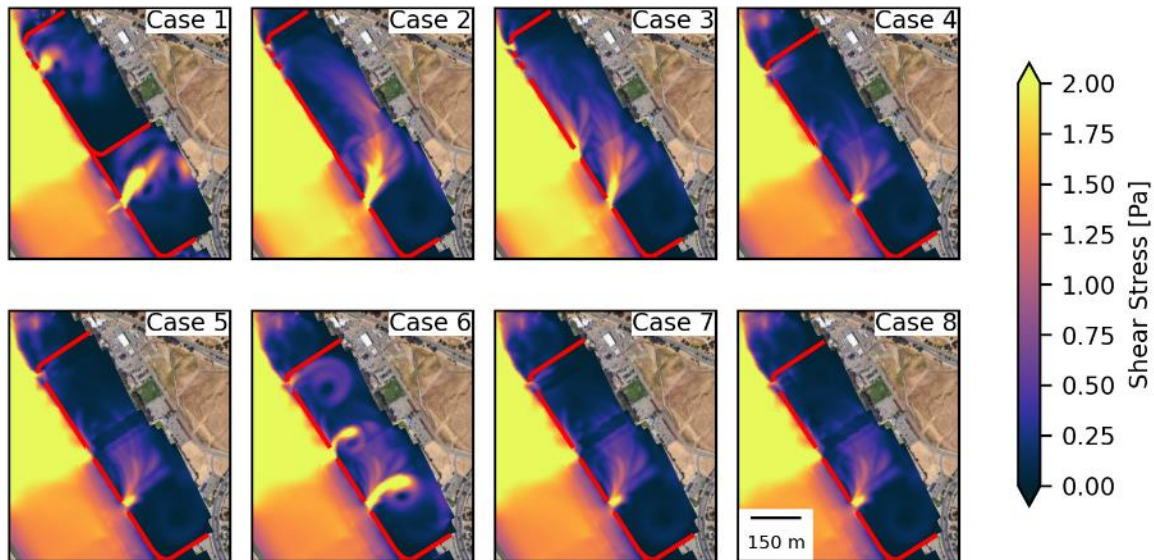 Case 1
Case 2
Case 3
Case 4
Case 5
Case 6
Case 7
Case 8
150 m
2.00
1.75
1.50
1.25
1.00
0.75
0.50
0.25
0.00
Shear Stress [Pa]